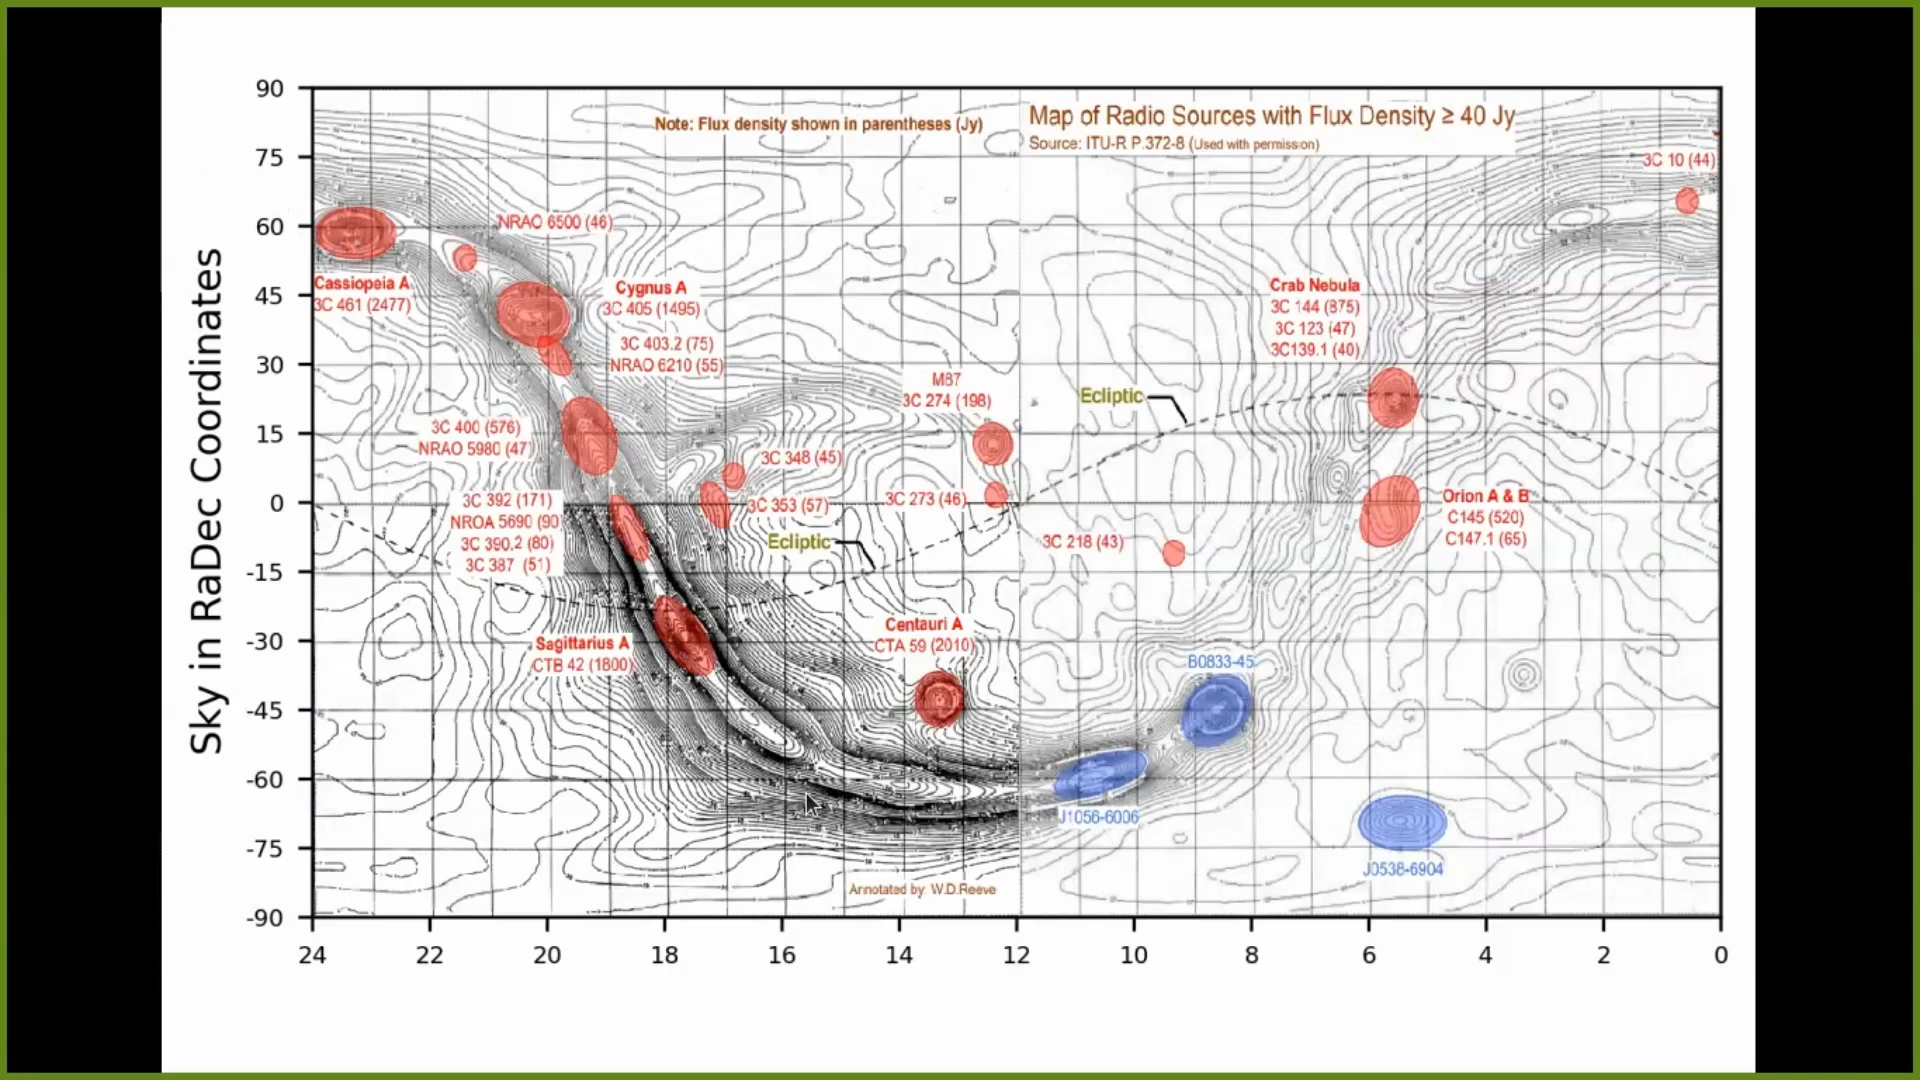 Sky in RaDec Coordinates
90
75
60
45
30
15
0
-15
-30
-45
-60
-75
-90
24
22
20
18
16
14
12
10
8
6
4
2
0
Note: Flux density shown in parentheses (Jy)
Map of Radio Sources with Flux Density ≥ 40 Jy
Source: ITU-R P.372-8 (Used with permission)
3C 10 (44)
NRAO 6500 (46)
Cassiopeia A
3C 461 (2477)
Cygnus A
3C 405 (1495)
3C 403.2 (75)
NRAO 6210 (55)
Crab Nebula
3C 144 (875)
3C 123 (47)
3C139.1 (40)
M87
3C 274 (198)
Ecliptic
3C 400 (576)
NRAO 5980 (47)
3C 348 (45)
3C 392 (171)
NROA 5690 (90)
3C 390.2 (80)
3C 387 (51)
3C 353 (57)
3C 273 (46)
Orion A & B
C145 (520)
C147.1 (65)
Ecliptic
3C 218 (43)
Sagittarius A
CTB 42 (1800)
Centauri A
CTA 59 (2010)
B0833-45
J1056-6006
J0538-6904
Annotated by: W.D.Reeve